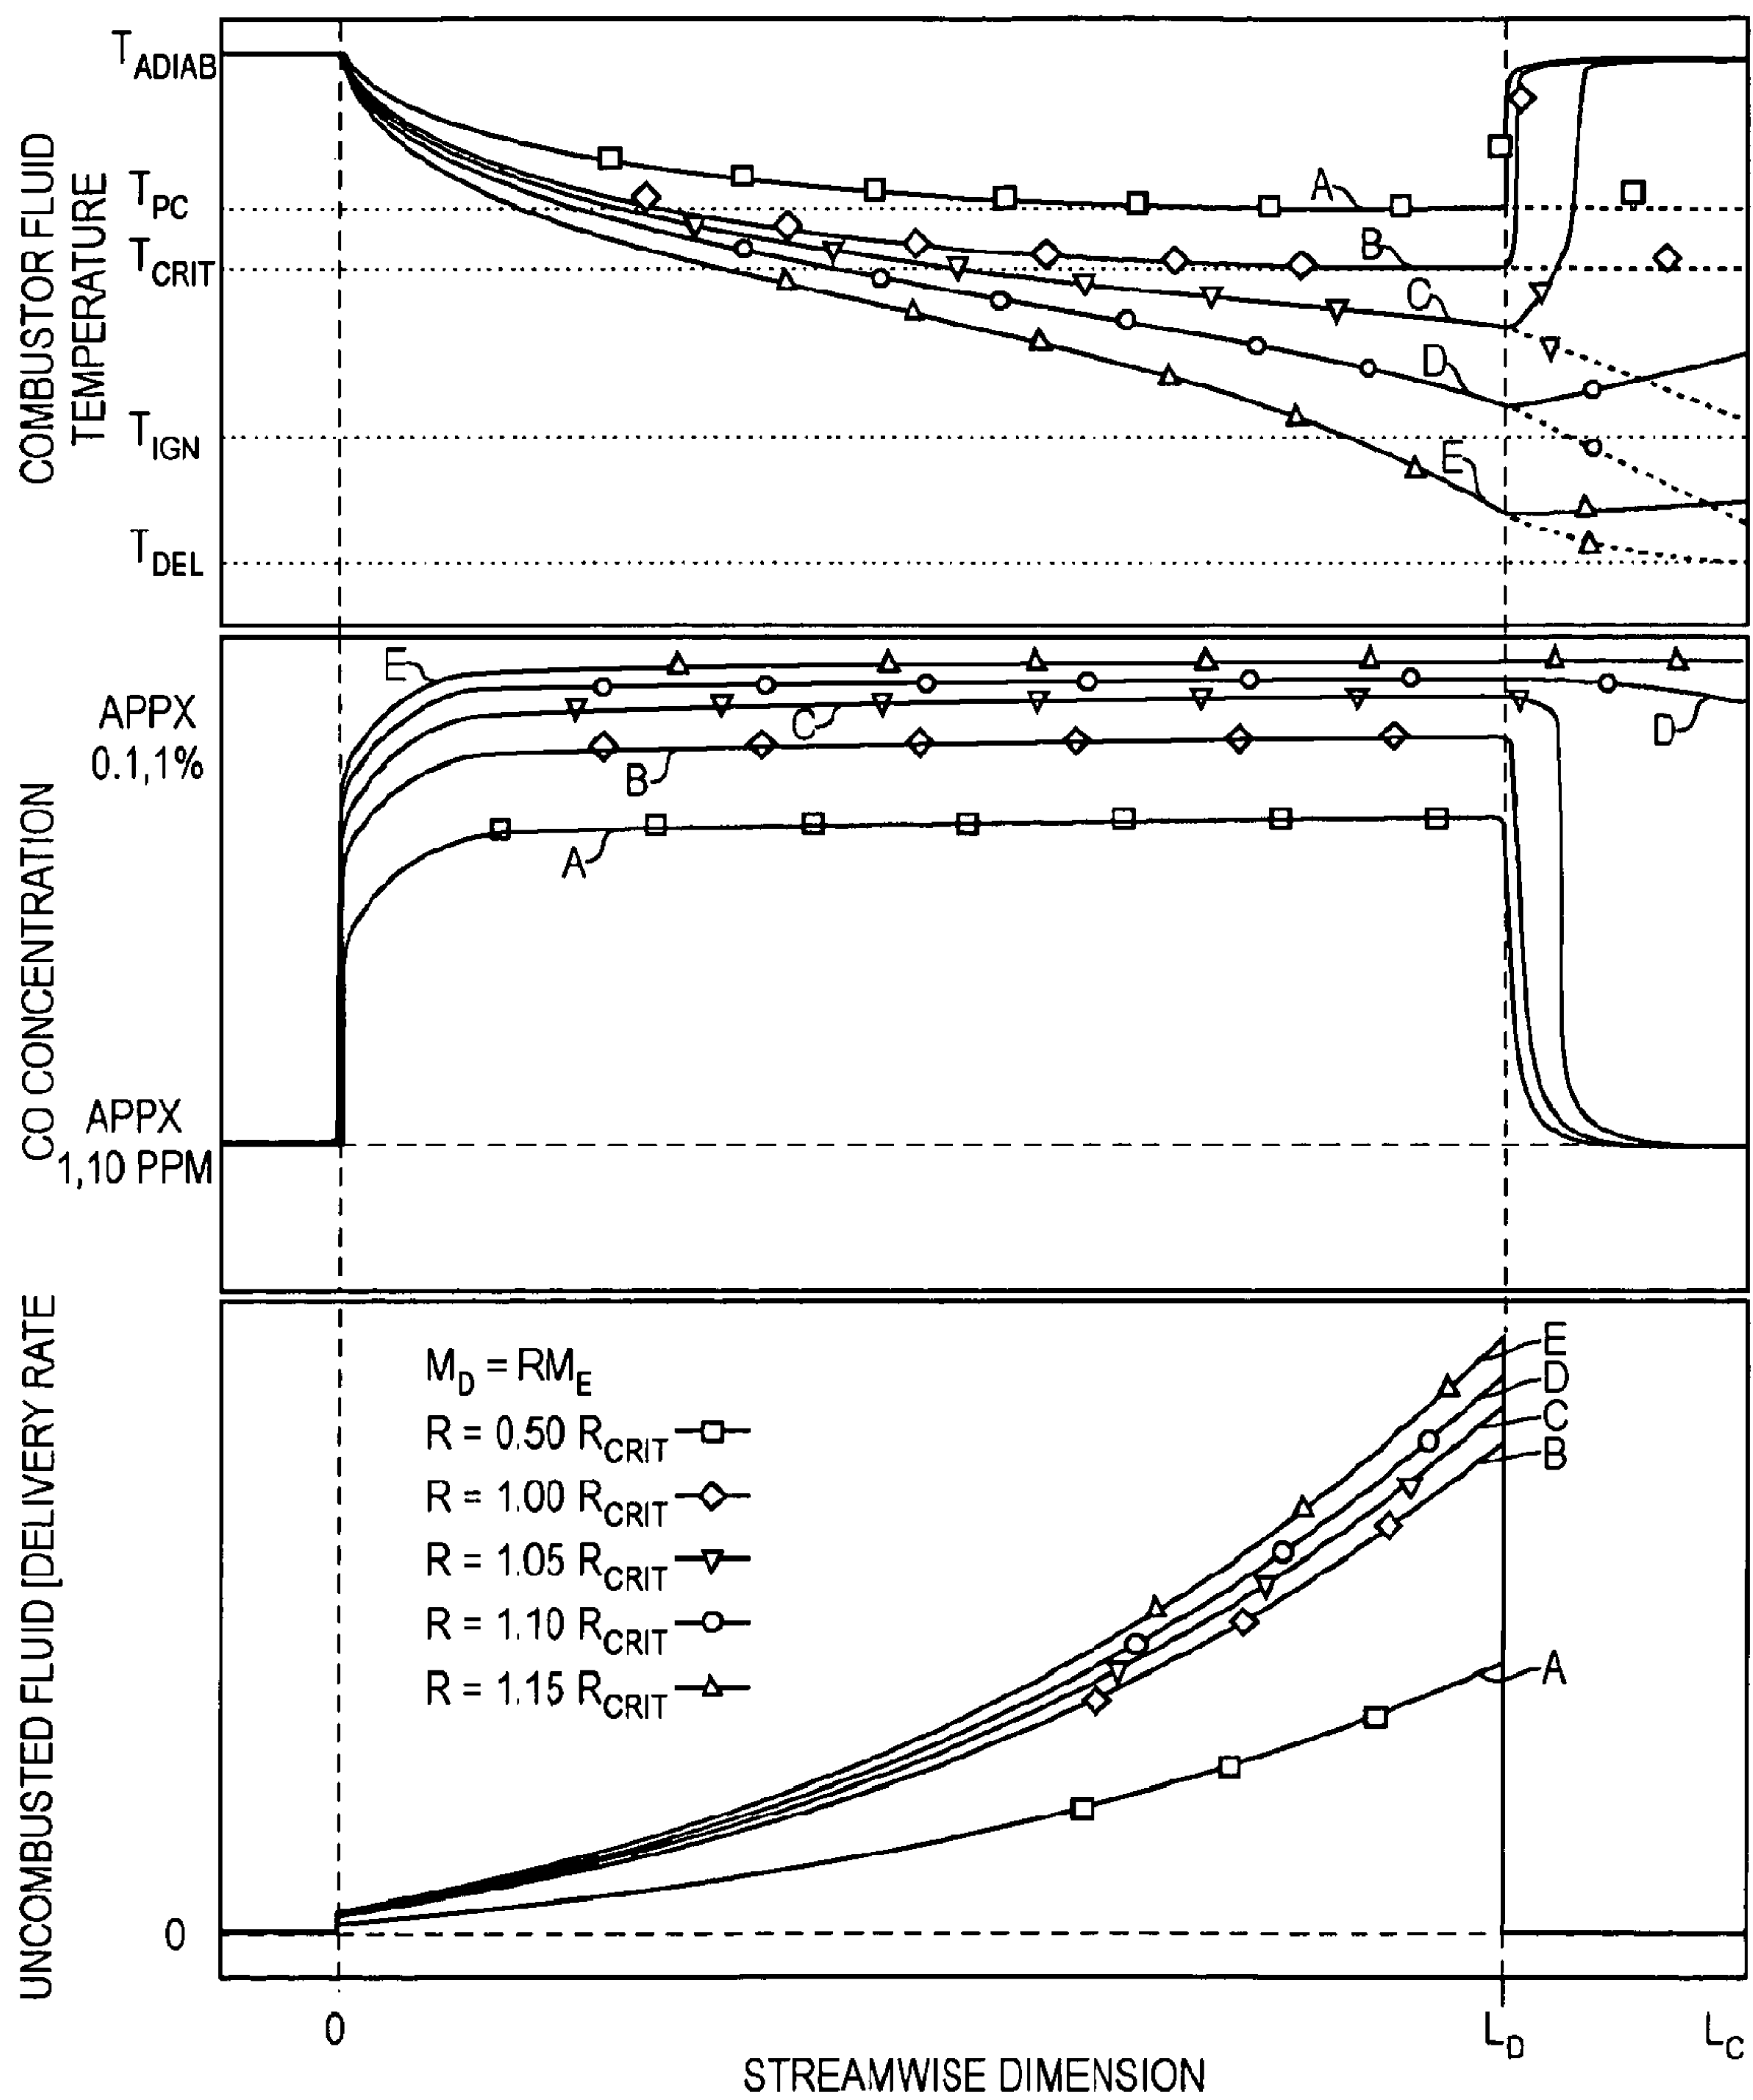 COMBUSTOR FLUID
TEMPERATURE
T_ADIAB
T_PC
T_CRIT
T_IGN
T_DEL
A
B
C
D
E
CO CONCENTRATION
APPX
0.1,1%
APPX
1,10 PPM
E
C
D
B
A
UNCOMBUSTED FLUID [DELIVERY RATE
M_D = RM_E
R = 0.50 R_CRIT
R = 1.00 R_CRIT
R = 1.05 R_CRIT
R = 1.10 R_CRIT
R = 1.15 R_CRIT
E
D
C
B
A
0
0
L_D
L_C
STREAMWISE DIMENSION